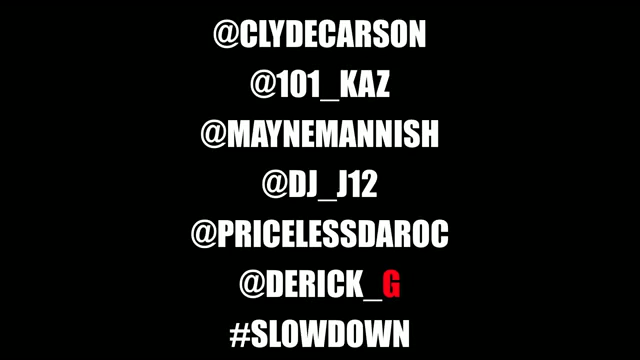 @CLYDECARSON
@101_KAZ
@MAYNEMANNISH
@DJ_J12
@PRICELESSDAROC
@DERICK_G
#SLOWDOWN